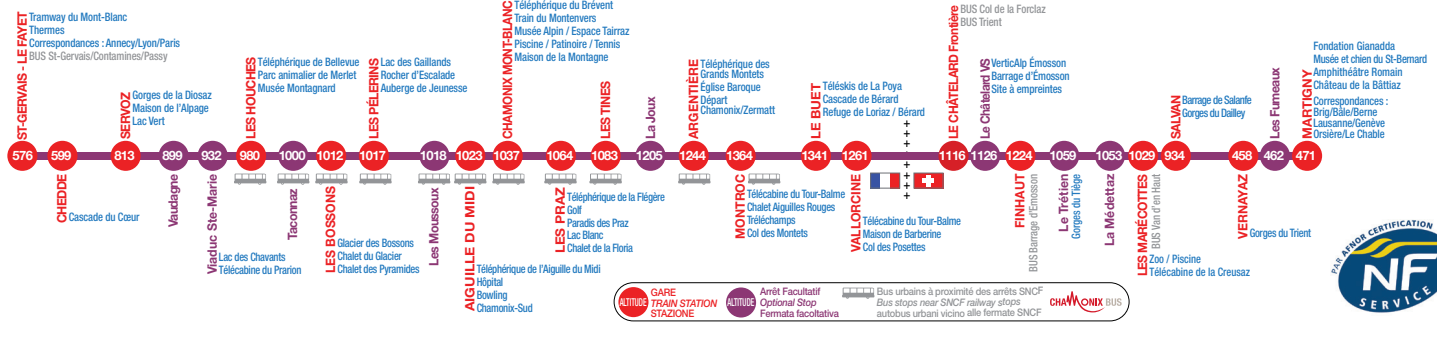 ST-GERVAIS - LE FAYET
Tramway du Mont-Blanc
Thermes
Correspondances : Annecy/Lyon/Paris
BUS St-Gervais/Contamines/Passy
576
CHEDDE
Cascade du Cœur
599
SERVOZ
Gorges de la Diosaz
Maison de l'Alpage
Lac Vert
813
Vaudagne
899
Viaduc Ste-Marie
Lac des Chavants
Télécabine du Prarion
932
LES HOUCHES
Téléphérique de Bellevue
Parc animalier de Merlet
Musée Montagnard
980
Taconnaz
1000
LES BOSSONS
Glacier des Bossons
Chalet du Glacier
Chalet des Pyramides
1012
LES PÉLERINS
Lac des Gaillands
Rocher d'Escalade
Auberge de Jeunesse
1017
Les Moussoux
1018
AIGUILLE DU MIDI
Téléphérique de l'Aiguille du Midi
Hôpital
Bowling
Chamonix-Sud
1023
CHAMONIX MONT-BLANC
Téléphérique du Brévent
Train du Montenvers
Musée Alpin / Espace Tairraz
Piscine / Patinoire / Tennis
Maison de la Montagne
1037
LES PRAZ
Téléphérique de la Flégère
Golf
Paradis des Praz
Lac Blanc
Chalet de la Floria
1064
LES TINES
1083
La Joux
1205
ARGENTIÈRE
Téléphérique des
Grands Montets
Église Baroque
Départ
Chamonix/Zermatt
1244
MONTROC
Télécabine du Tour-Balme
Chalet Aiguilles Rouges
Tréléchamps
Col des Montets
1364
LE BUET
Téléskis de La Poya
Cascade de Bérard
Refuge de Loriaz / Bérard
1341
VALLORCINE
Télécabine du Tour-Balme
Maison de Barberine
Col des Posettes
1261
LE CHÂTELARD Frontière
BUS Col de la Forclaz
BUS Trient
1116
Le Châtelard VS
VerticAlp Émosson
Barrage d'Émosson
Site à empreintes
1126
FINHAUT
BUS Barrage d'Emosson
1224
Le Trétien
Gorges du Tiège
1059
La Médettaz
1053
LES MARÉCOTTES
BUS Van d'en Haut
Zoo / Piscine
Télécabine de la Creusaz
1029
SALVAN
Barrage de Salanfe
Gorges du Dailley
934
VERNAYAZ
Gorges du Trient
458
Les Fumeaux
462
MARTIGNY
Fondation Gianadda
Musée et chien du St-Bernard
Amphithéâtre Romain
Château de la Bâttiaz
Correspondances :
Brig/Bâle/Berne
Lausanne/Genève
Orsière/Le Chable
471
ALTITUDE
GARE
TRAIN STATION
STAZIONE
ALTITUDE
Arrêt Facultatif
Optional Stop
Fermata facoltativa
Bus urbains à proximité des arrêts SNCF
Bus stops near SNCF railway stops
autobus urbani vicino alle fermate SNCF
CHAMONIX BUS
PAR AFNOR CERTIFICATION
NF
SERVICE